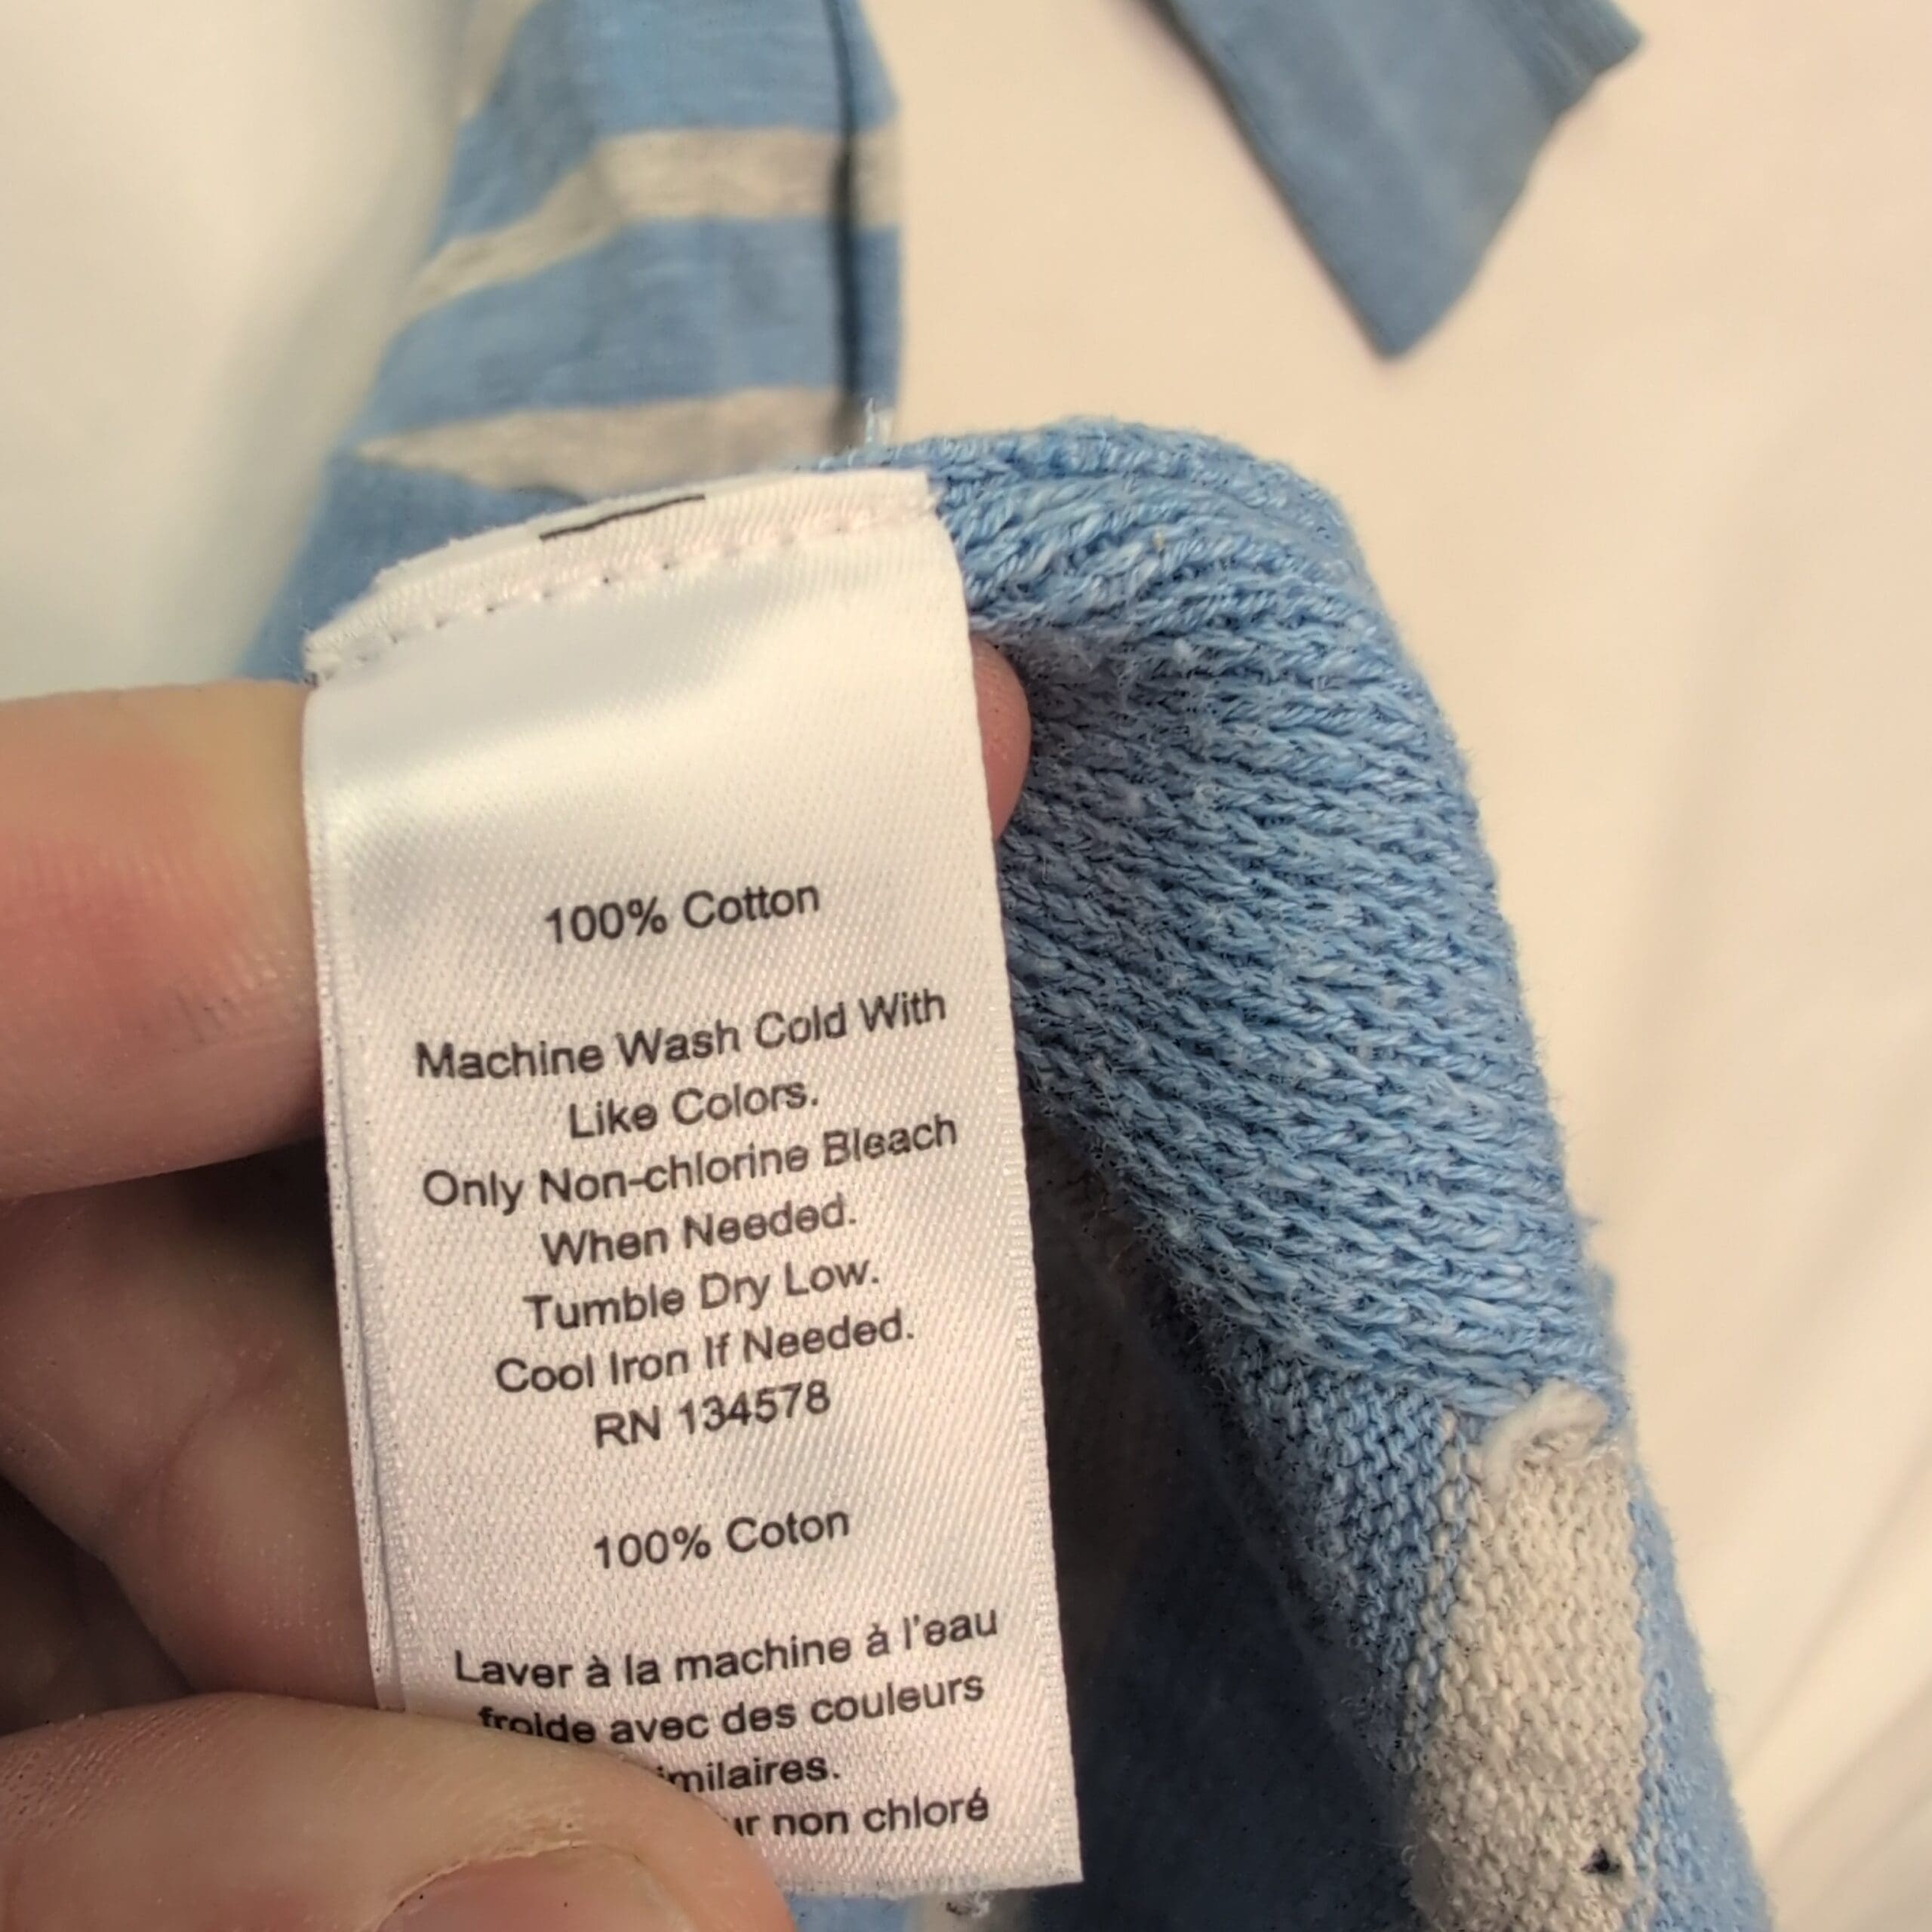 100% Cotton
Machine Wash Cold With
Like Colors.
Only Non-chlorine Bleach
When Needed.
Tumble Dry Low.
Cool Iron If Needed.
RN 134578
100% Coton
Laver à la machine à l'eau
froide avec des couleurs
non chloré